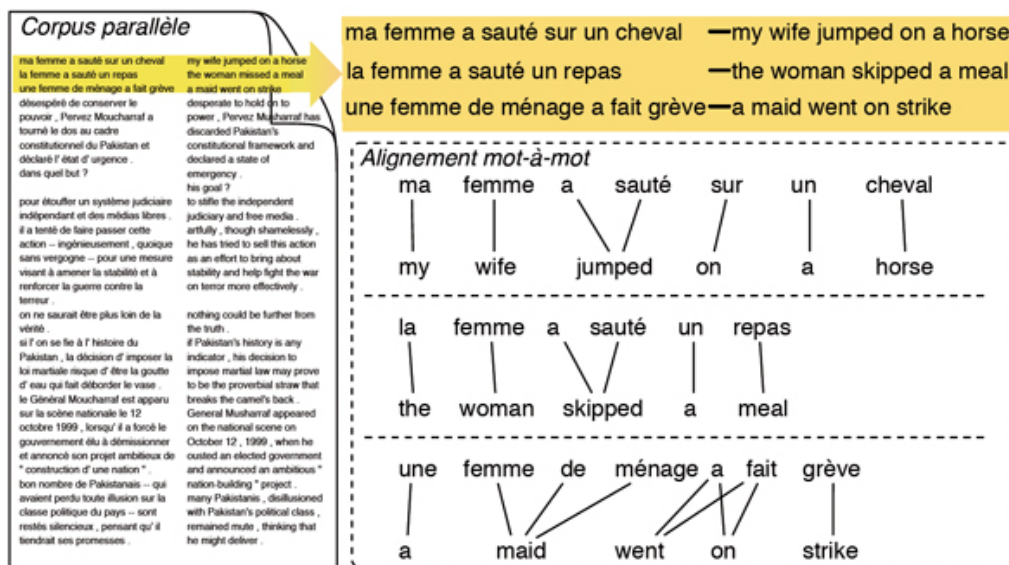 Corpus parallèle
ma femme a sauté sur un cheval
la femme a sauté un repas
une femme de ménage a fait grève
désespéré de conserver le
pouvoir , Pervez Moucharraf a
tourné le dos au cadre
constitutionnel du Pakistan et
déclaré l' état d' urgence .
dans quel but ?
pour étouffer un système judiciaire
indépendant et des médias libres .
il a tenté de faire passer cette
action -- ingénieusement , quoique
sans vergogne -- pour une mesure
visant à amener la stabilité et à
renforcer la guerre contre la
terreur .
on ne saurait être plus loin de la
vérité .
si l' on se fie à l' histoire du
Pakistan , la décision d' imposer la
loi martiale risque d' être la goutte
d' eau qui fait déborder le vase .
le Général Moucharraf est apparu
sur la scène nationale le 12
octobre 1999 , lorsqu' il a forcé le
gouvernement élu à démissionner
et annoncé son projet ambitieux de
" construction d' une nation " .
bon nombre de Pakistanais -- qui
avaient perdu toute illusion sur la
classe politique du pays -- sont
restés silencieux , pensant qu' il
tiendrait ses promesses .
my wife jumped on a horse
the woman missed a meal
a maid went on strike
desperate to hold on to
power , Pervez Musharraf has
discarded Pakistan's
constitutional framework and
declared a state of
emergency .
his goal ?
to stifle the independent
judiciary and free media .
artfully , though shamelessly ,
he has tried to sell this action
as an effort to bring about
stability and help fight the war
on terror more effectively .
nothing could be further from
the truth .
if Pakistan's history is any
indicator , his decision to
impose martial law may prove
to be the proverbial straw that
breaks the camel's back .
General Musharraf appeared
on the national scene on
October 12 , 1999 , when he
ousted an elected government
and announced an ambitious "
nation-building " project .
many Pakistanis , disillusioned
with Pakistan's political class ,
remained mute , thinking that
he might deliver .
ma femme a sauté sur un cheval —my wife jumped on a horse
la femme a sauté un repas —the woman skipped a meal
une femme de ménage a fait grève—a maid went on strike
Alignement mot-à-mot
ma femme a sauté sur un cheval
my wife jumped on a horse
la femme a sauté un repas
the woman skipped a meal
une femme de ménage a fait grève
a maid went on strike